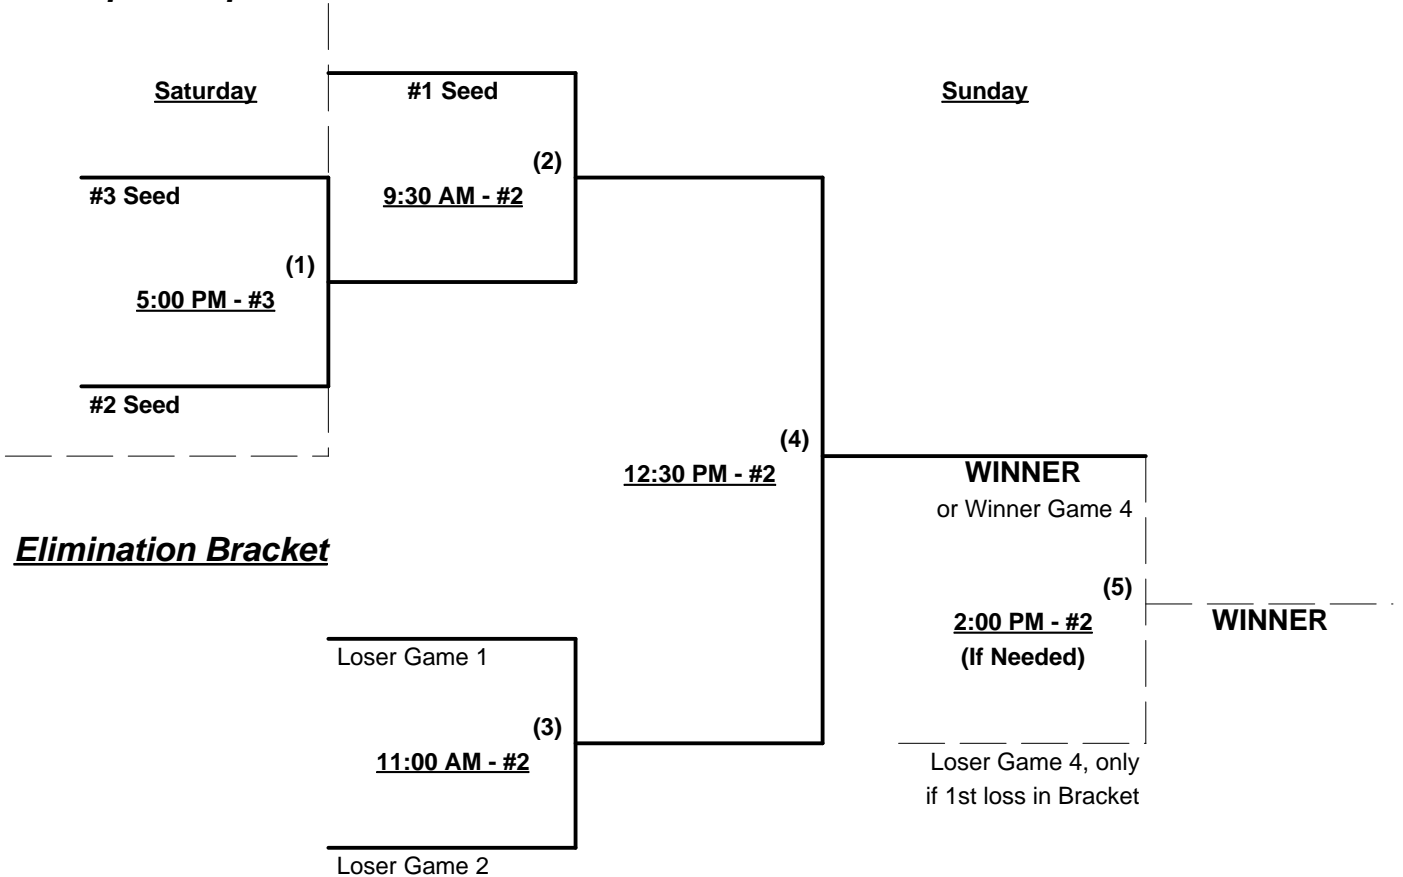 Saturday
#1 Seed
Sunday
(2)
#3 Seed
9:30 AM - #2
(1)
5:00 PM - #3
#2 Seed
(4)
12:30 PM - #2
WINNER
or Winner Game 4
Elimination Bracket
(5)
2:00 PM - #2
WINNER
(If Needed)
Loser Game 1
(3)
11:00 AM - #2
Loser Game 4, only
if 1st loss in Bracket
Loser Game 2